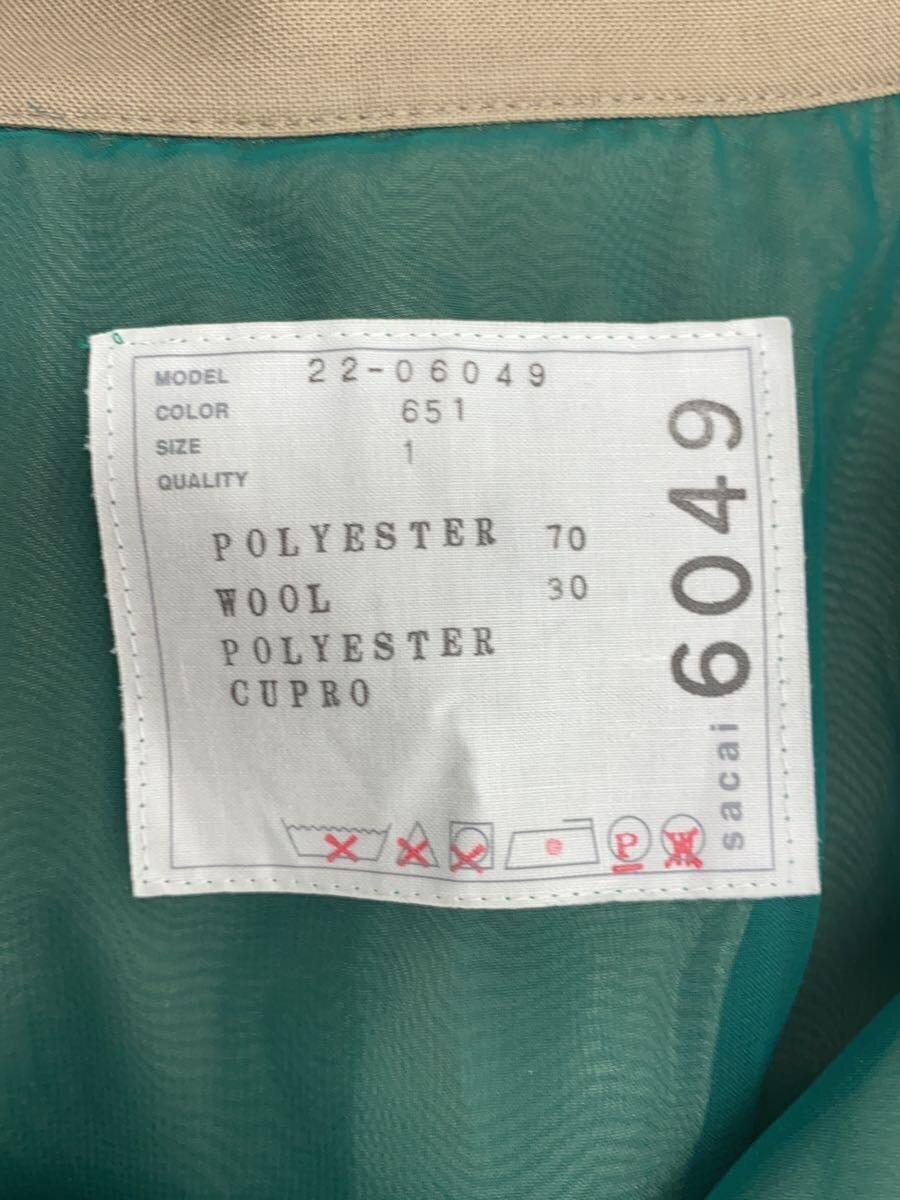 MODEL 22-06049
COLOR 651
SIZE 1
QUALITY
POLYESTER 70
WOOL 30
POLYESTER
CUPRO
P
W
sacai 6049